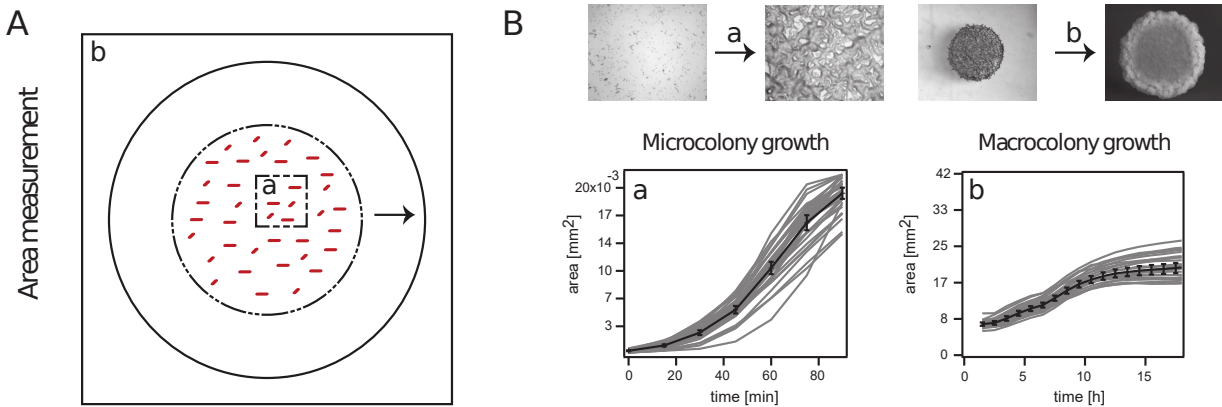 A
b
Area measurement
a
B
a
b
Microcolony growth
Macrocolony growth
a
-3
20x10
17
14
10
7
3
area [mm²]
0
20
40
60
80
time [min]
b
42
33
25
17
8
0
area [mm²]
0
5
10
15
time [h]